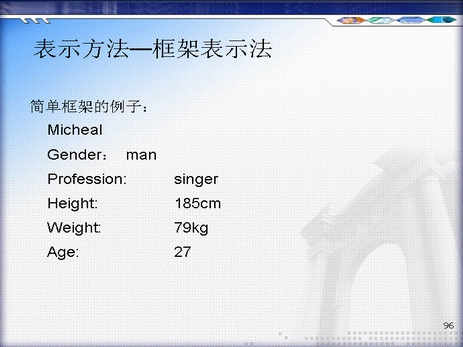 表示方法—框架表示法
简单框架的例子：
Micheal
Gender： man
Profession: singer
Height: 185cm
Weight: 79kg
Age: 27
96